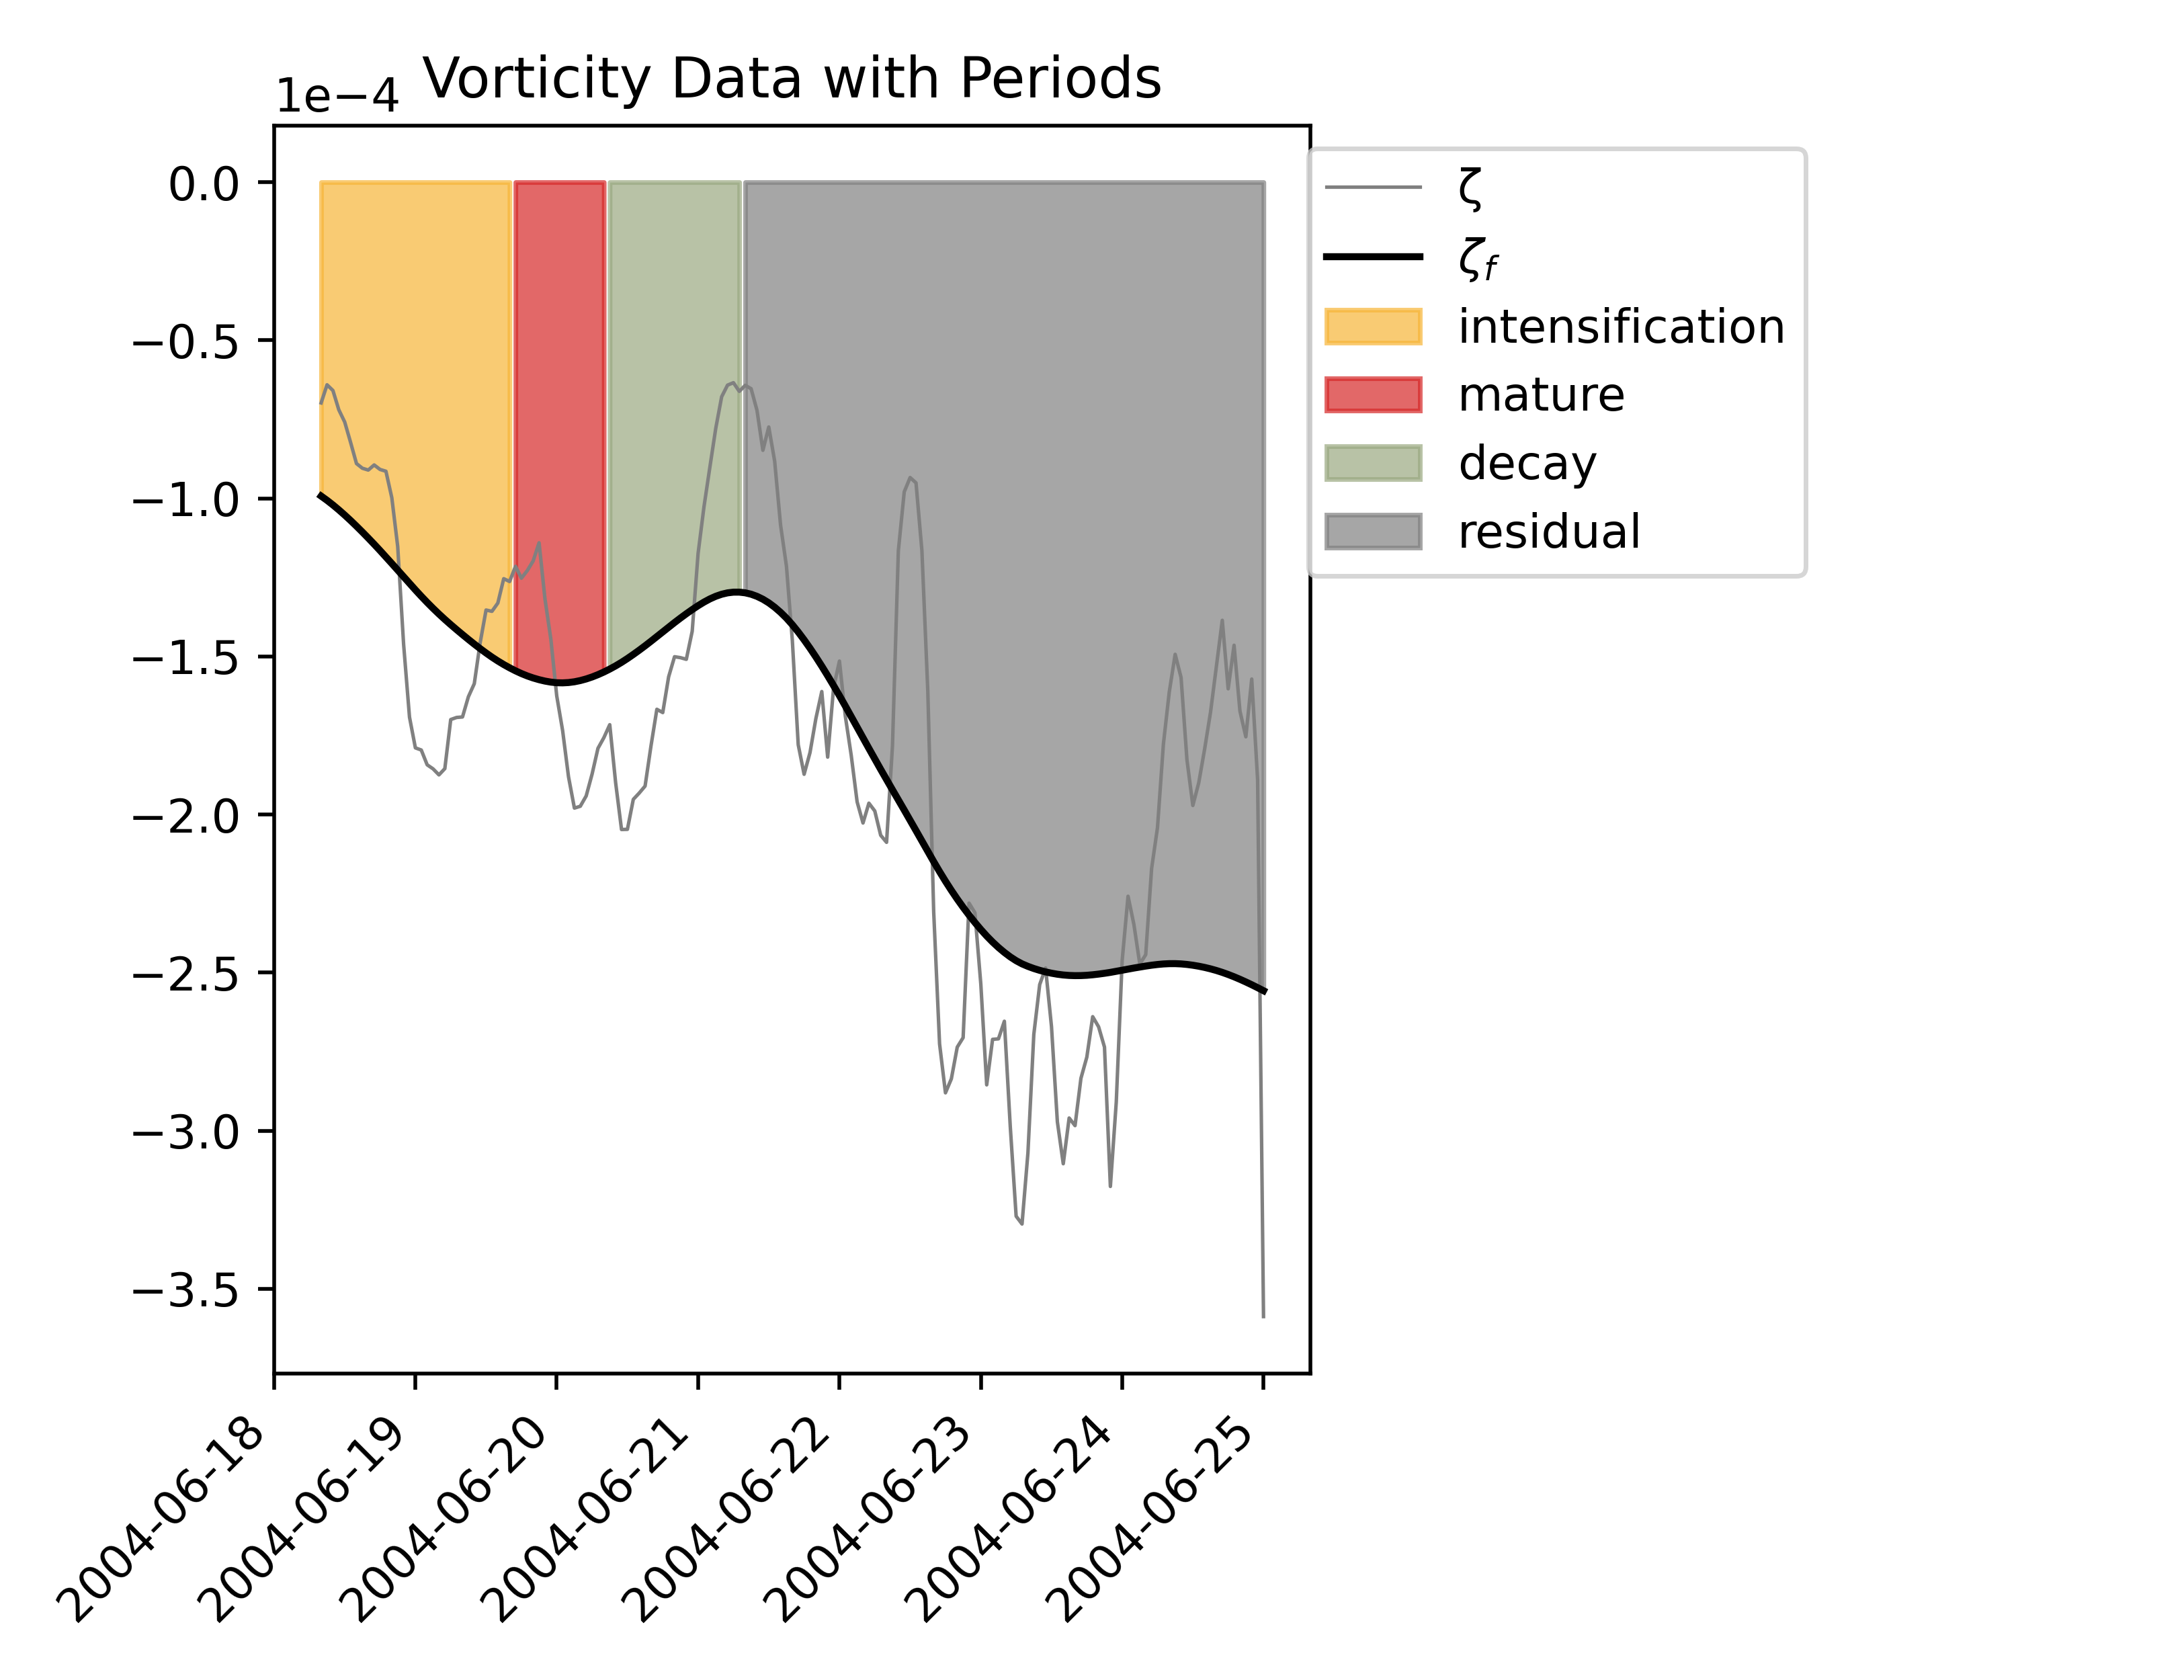 Vorticity Data with Periods
1e−4
0.0
−0.5
−1.0
−1.5
−2.0
−2.5
−3.0
−3.5
2004-06-18
2004-06-19
2004-06-20
2004-06-21
2004-06-22
2004-06-23
2004-06-24
2004-06-25
ζ
ζf
intensification
mature
decay
residual